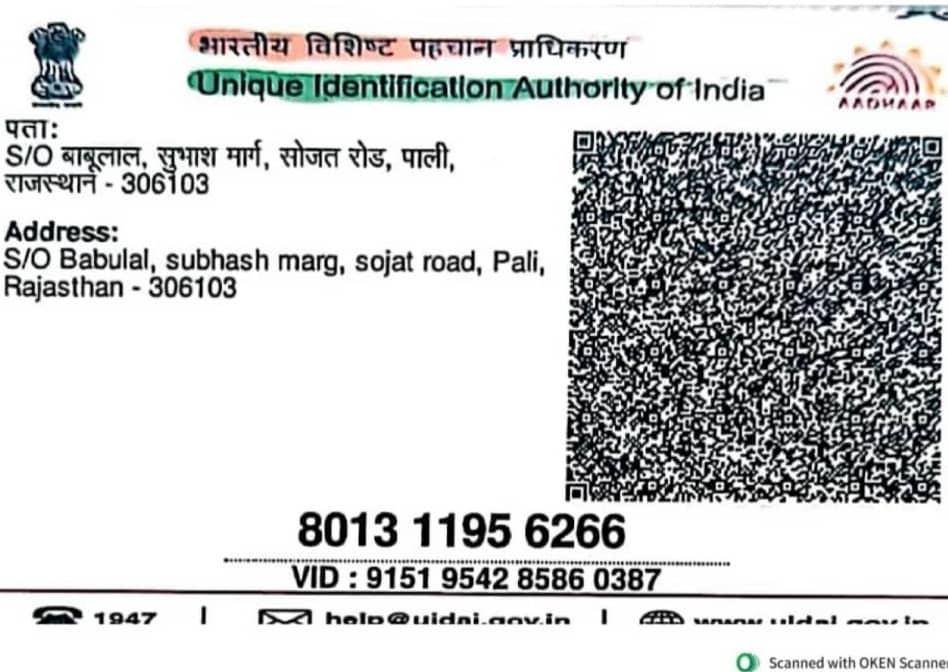 भारतीय विशिष्ट पहचान प्राधिकरण
Unique Identification Authority of India
AADHAAR
पता:
S/O बाबूलाल, सुभाश मार्ग, सोजत रोड, पाली,
राजस्थान - 306103
Address:
S/O Babulal, subhash marg, sojat road, Pali,
Rajasthan - 306103
8013 1195 6266
VID : 9151 9542 8586 0387
1947 | help@uidai.gov.in | www.uidai.gov.in
Scanned with OKEN Scanner